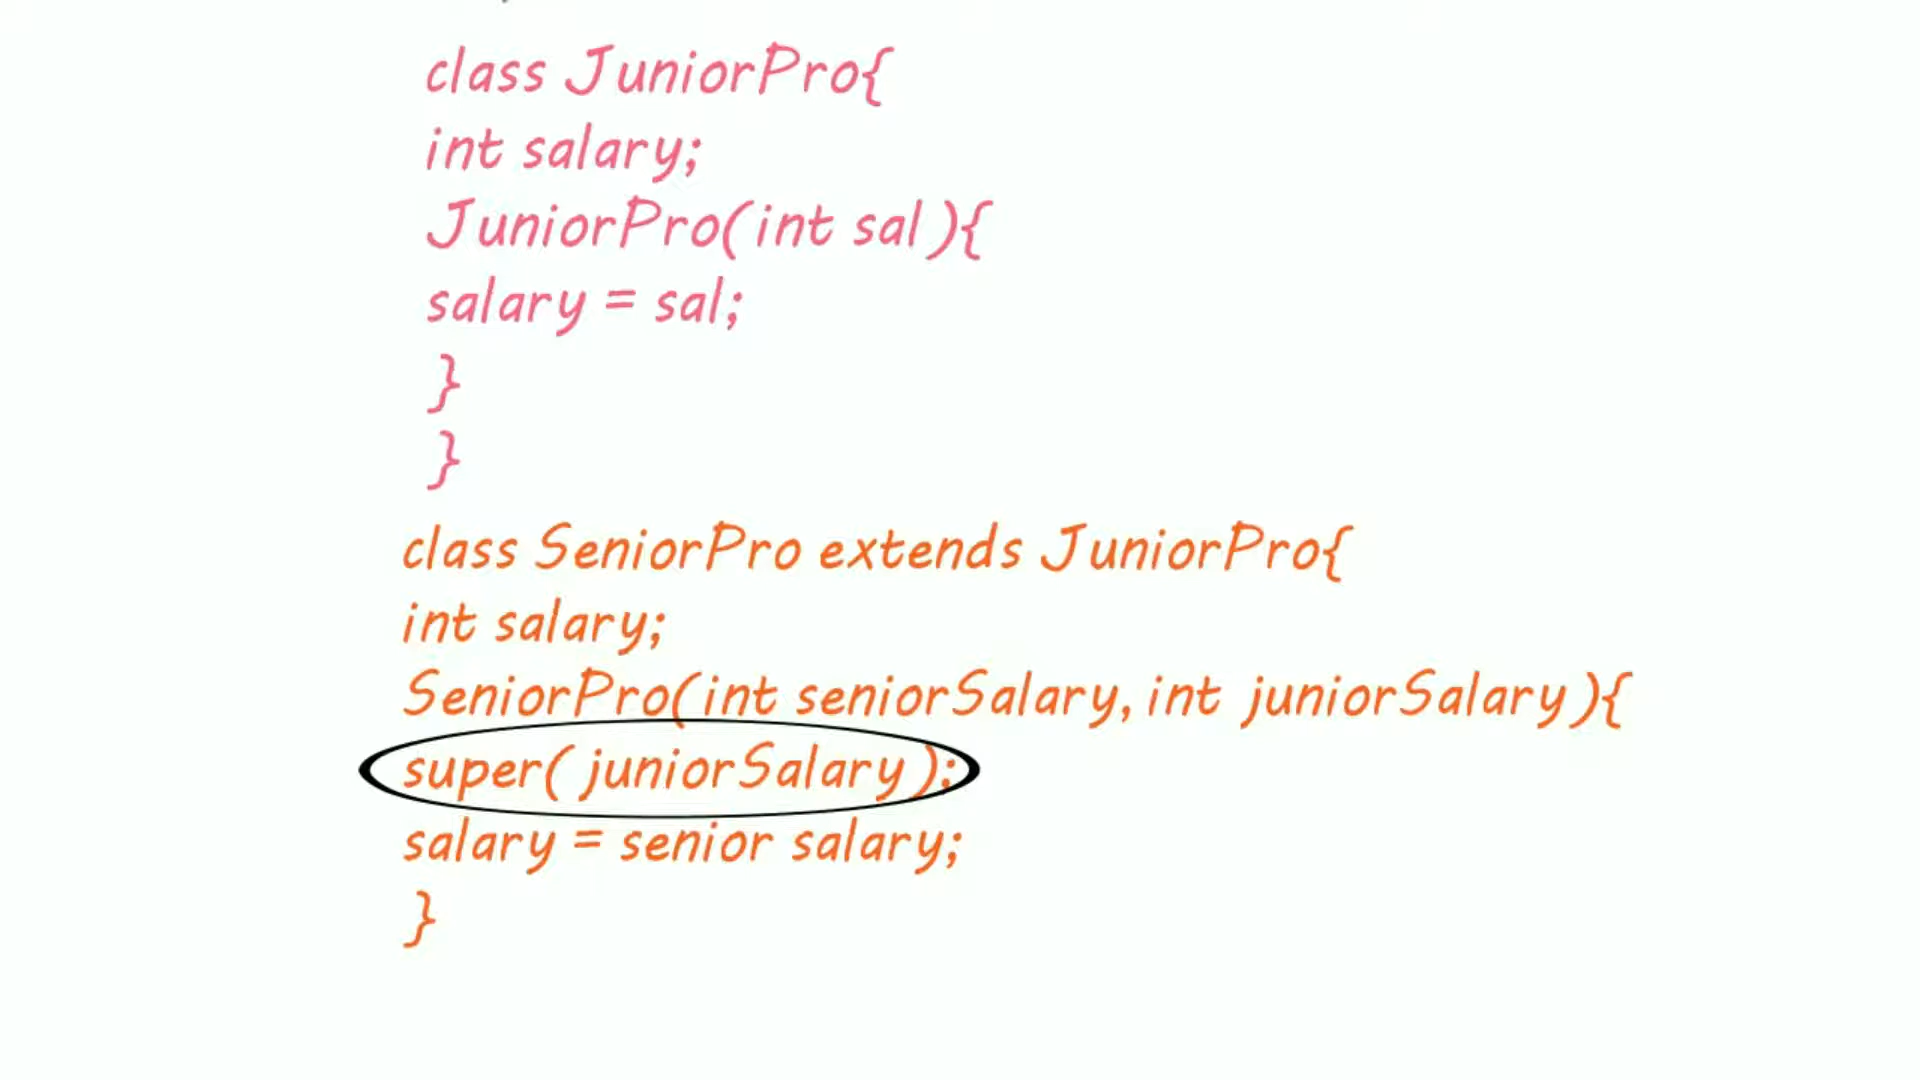 class JuniorPro{
int salary;
JuniorPro(int sal){
salary = sal;
}
}
class SeniorPro extends JuniorPro{
int salary;
SeniorPro(int seniorSalary, int juniorSalary){
super(juniorSalary);
salary = senior salary;
}